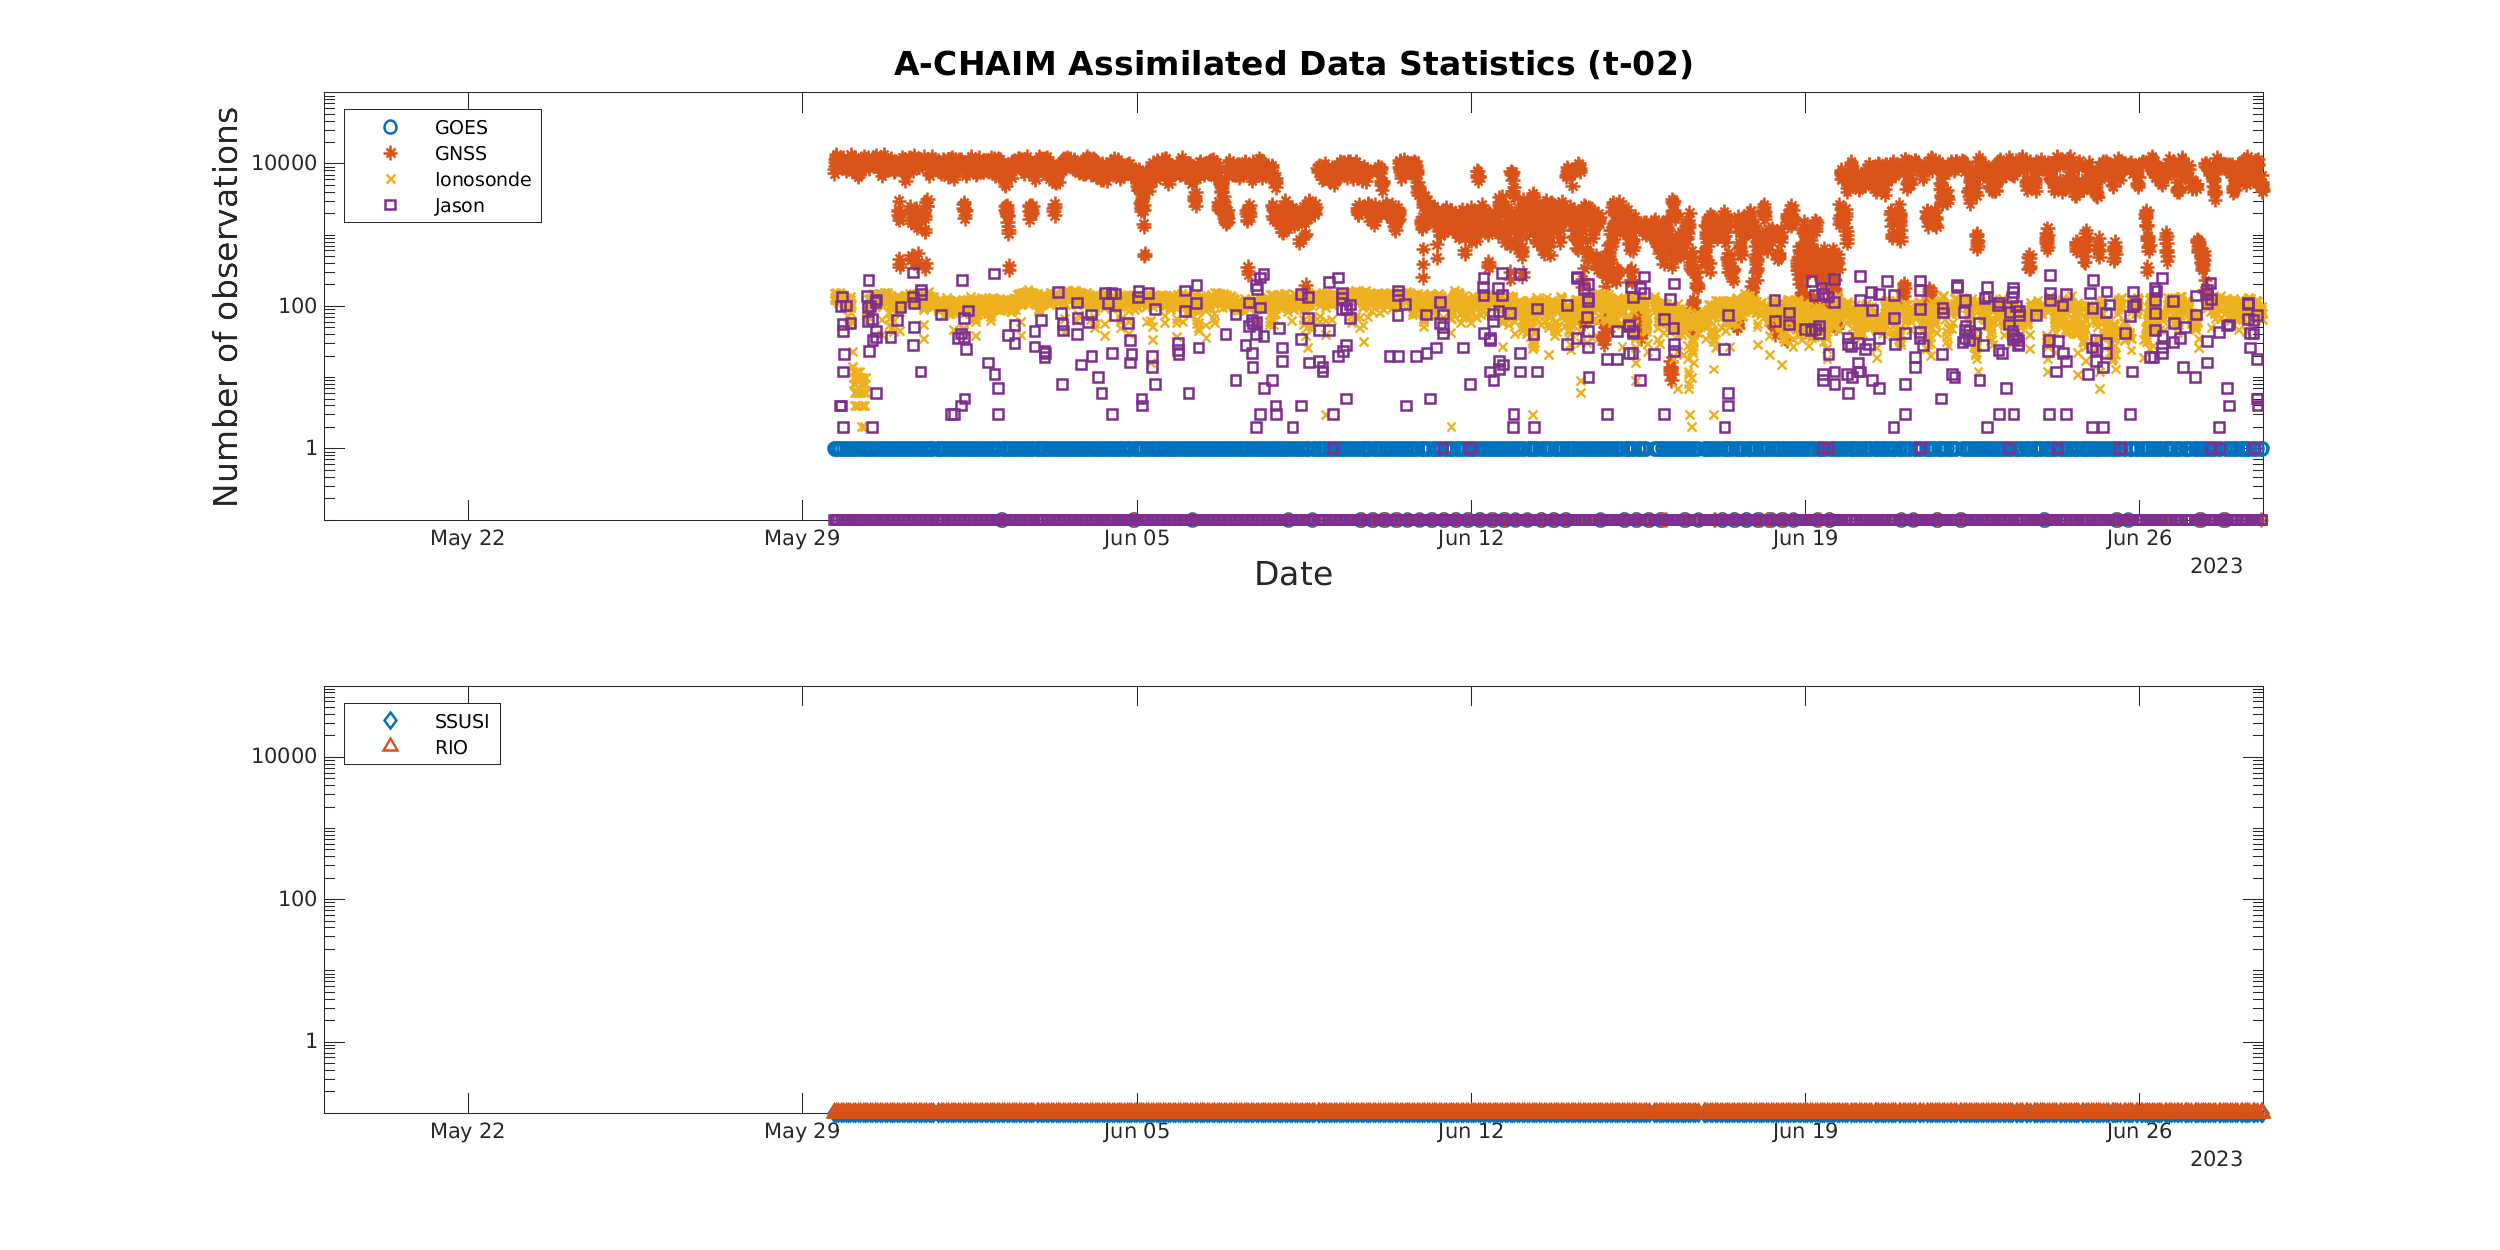 A-CHAIM Assimilated Data Statistics (t-02)
Number of observations
10000
100
1
GOES
GNSS
Ionosonde
Jason
May 22
May 29
Jun 05
Jun 12
Jun 19
Jun 26
2023
Date
10000
100
1
SSUSI
RIO
May 22
May 29
Jun 05
Jun 12
Jun 19
Jun 26
2023